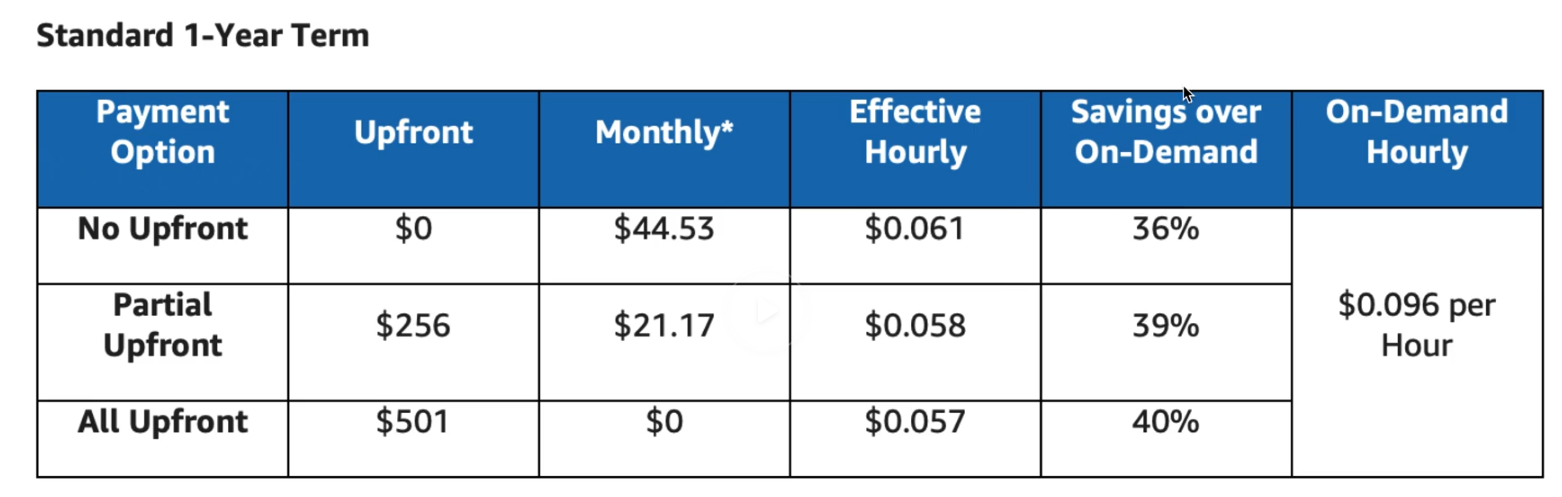 Standard 1-Year Term
Payment Option
Upfront
Monthly*
Effective Hourly
Savings over On-Demand
On-Demand Hourly
No Upfront
$0
$44.53
$0.061
36%
$0.096 per Hour
Partial Upfront
$256
$21.17
$0.058
39%
All Upfront
$501
$0
$0.057
40%